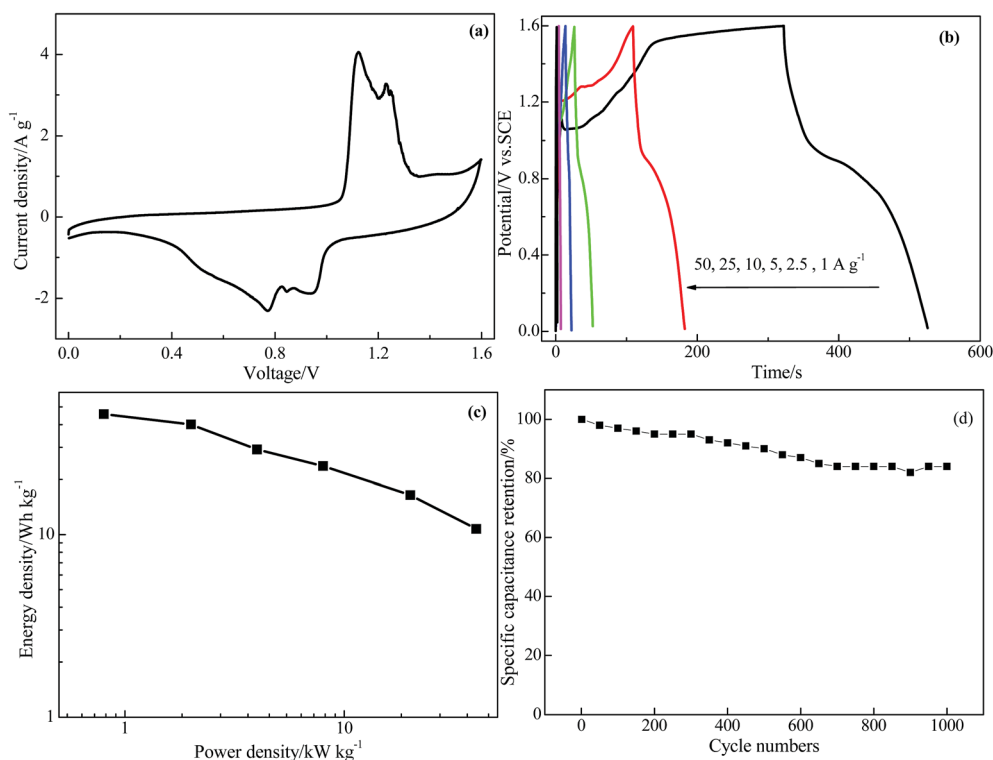 (a)
4
2
0
-2
Current density/A g⁻¹
0.0 0.4 0.8 1.2 1.6
Voltage/V
(b)
1.6
1.2
1.6
0.4
0.0
Potential/V vs.SCE
50, 25, 10, 5, 2.5 , 1 A g⁻¹
0 200 400 600
Time/s
(c)
10
1
Energy density/Wh kg⁻¹
1 10
Power density/kW kg⁻¹
(d)
100
80
60
40
20
0
Specific capacitance retention/%
0 200 400 600 800 1000
Cycle numbers